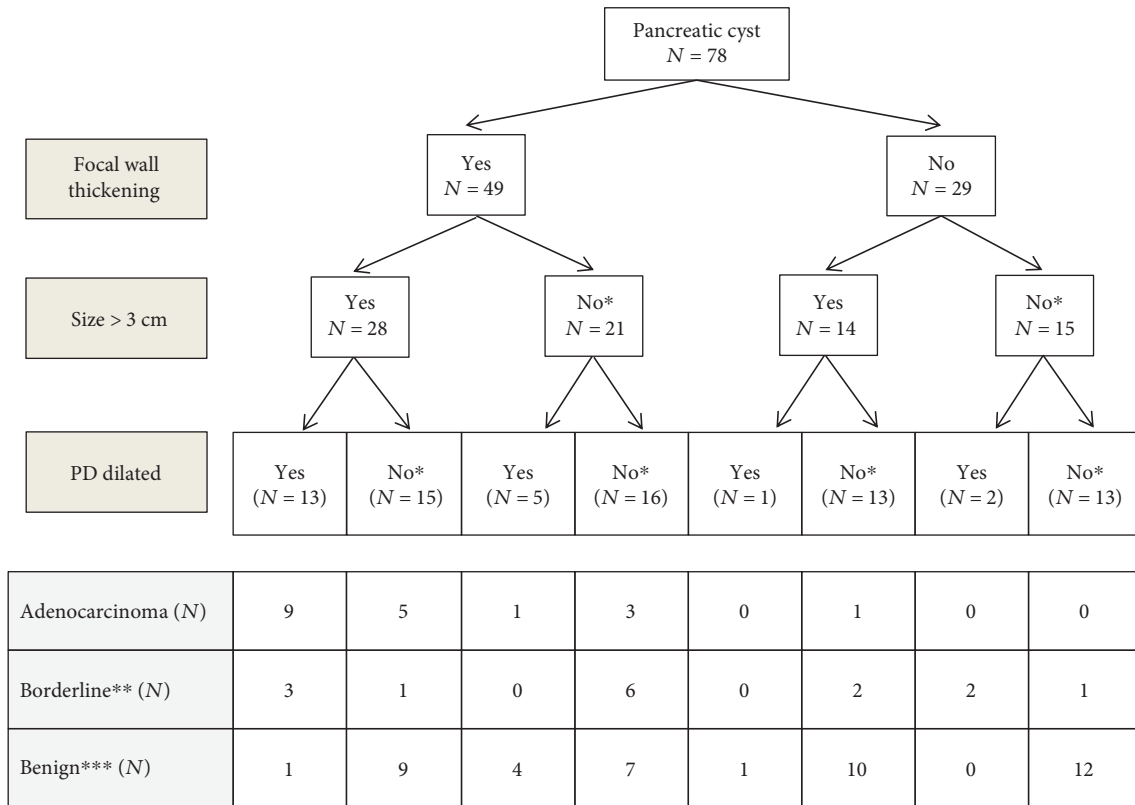 Pancreatic cyst
N = 78
Focal wall
thickening
Yes
N = 49
No
N = 29
Size > 3 cm
Yes
N = 28
No*
N = 21
Yes
N = 14
No*
N = 15
PD dilated
Yes
(N = 13)
No*
(N = 15)
Yes
(N = 5)
No*
(N = 16)
Yes
(N = 1)
No*
(N = 13)
Yes
(N = 2)
No*
(N = 13)
Adenocarcinoma (N) 9 5 1 3 0 1 0 0
Borderline** (N) 3 1 0 6 0 2 2 1
Benign*** (N) 1 9 4 7 1 10 0 12